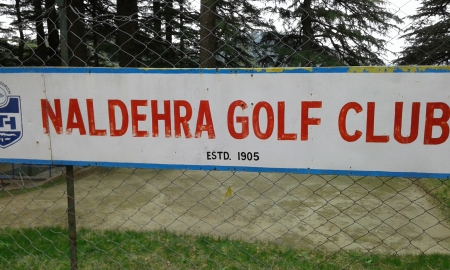 NALDEHRA GOLF CLUB
ESTD. 1905